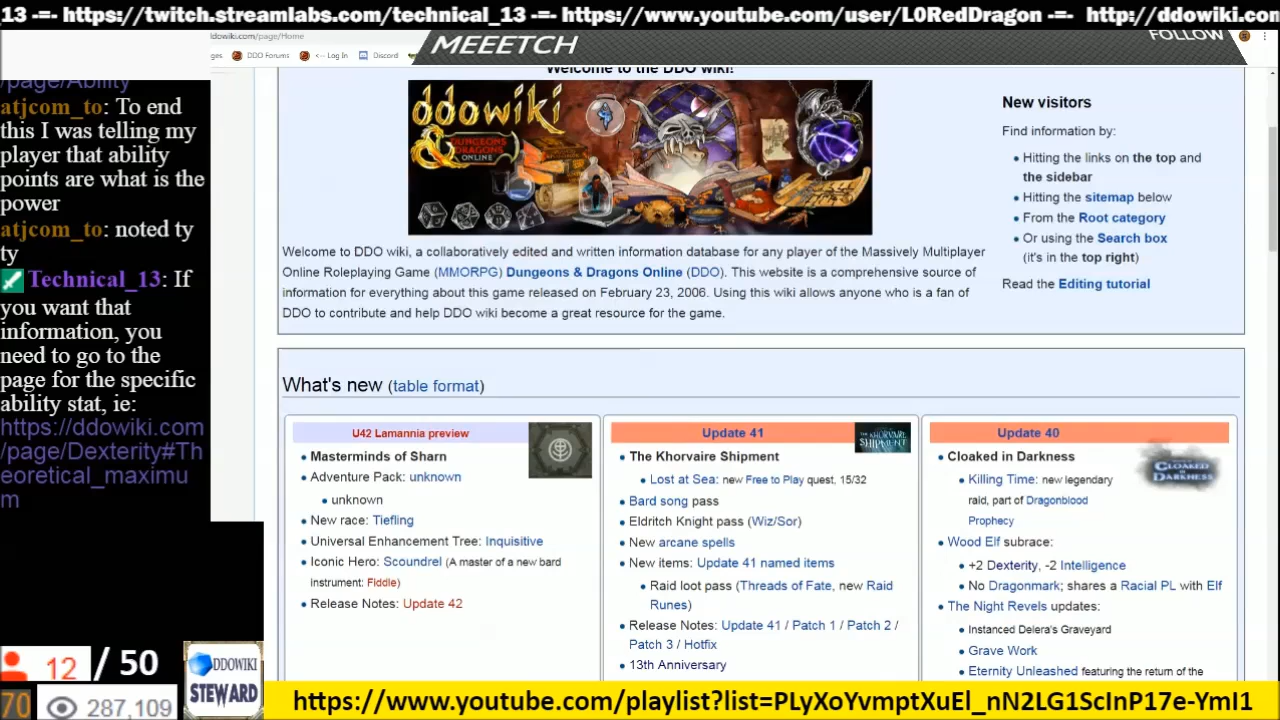 13 -=- https://twitch.streamlabs.com/technical_13 -=- https://www.youtube.com/user/L0RedDragon -=- http://ddowiki.con
ddowiki.com/page/Home
MEEETCH
FOLLOW
ges
DDO Forums
<-- Log In
Discord
/page/Ability
atjcom_to: To end
this I was telling my
player that ability
points are what is the
power
atjcom_to: noted ty
ty
Technical_13: If
you want that
information, you
need to go to the
page for the specific
ability stat, ie:
https://ddowiki.com
/page/Dexterity#Th
eoretical_maximu
m
12 / 50
70
287,109
DDOWIKI
STEWARD
Welcome to the DDO wiki!
ddowiki
DUNGEONS
DRAGONS
ONLINE
Welcome to DDO wiki, a collaboratively edited and written information database for any player of the Massively Multiplayer
Online Roleplaying Game (MMORPG) Dungeons & Dragons Online (DDO). This website is a comprehensive source of
information for everything about this game released on February 23, 2006. Using this wiki allows anyone who is a fan of
DDO to contribute and help DDO wiki become a great resource for the game.
New visitors
Find information by:
• Hitting the links on the top and
the sidebar
• Hitting the sitemap below
• From the Root category
• Or using the Search box
(it's in the top right)
Read the Editing tutorial
What's new (table format)
U42 Lamannia preview
• Masterminds of Sharn
• Adventure Pack: unknown
• unknown
• New race: Tiefling
• Universal Enhancement Tree: Inquisitive
• Iconic Hero: Scoundrel (A master of a new bard
instrument: Fiddle)
• Release Notes: Update 42
Update 41
THE KHORVAIRE
SHIPMENT
• The Khorvaire Shipment
• Lost at Sea: new Free to Play quest, 15/32
• Bard song pass
• Eldritch Knight pass (Wiz/Sor)
• New arcane spells
• New items: Update 41 named items
• Raid loot pass (Threads of Fate, new Raid
Runes)
• Release Notes: Update 41 / Patch 1 / Patch 2 /
Patch 3 / Hotfix
• 13th Anniversary
Update 40
CLOAKED IN
DARKNESS
• Cloaked in Darkness
• Killing Time: new legendary
raid, part of Dragonblood
Prophecy
• Wood Elf subrace:
• +2 Dexterity, -2 Intelligence
• No Dragonmark; shares a Racial PL with Elf
• The Night Revels updates:
• Instanced Delera's Graveyard
• Grave Work
• Eternity Unleashed featuring the return of the
https://www.youtube.com/playlist?list=PLyXoYvmptXuEl_nN2LG1ScInP17e-YmI1